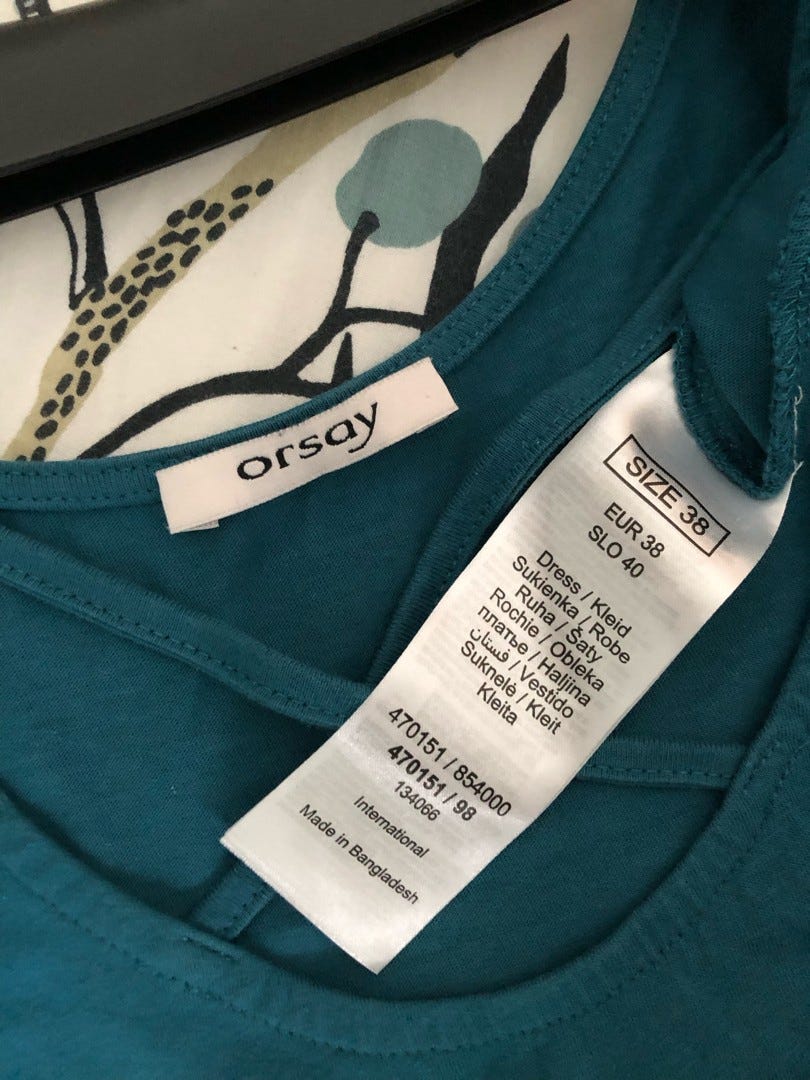 orsay
SIZE 38
EUR 38
SLO 40
Dress / Kleid
Sukienka / Robe
Ruha / Šaty
Rochie / Obleka
платье / Haljina
فستان / Vestido
Suknelė / Kleit
Kleita
470151 / 854000
470151 / 98
134066
International
Made in Bangladesh